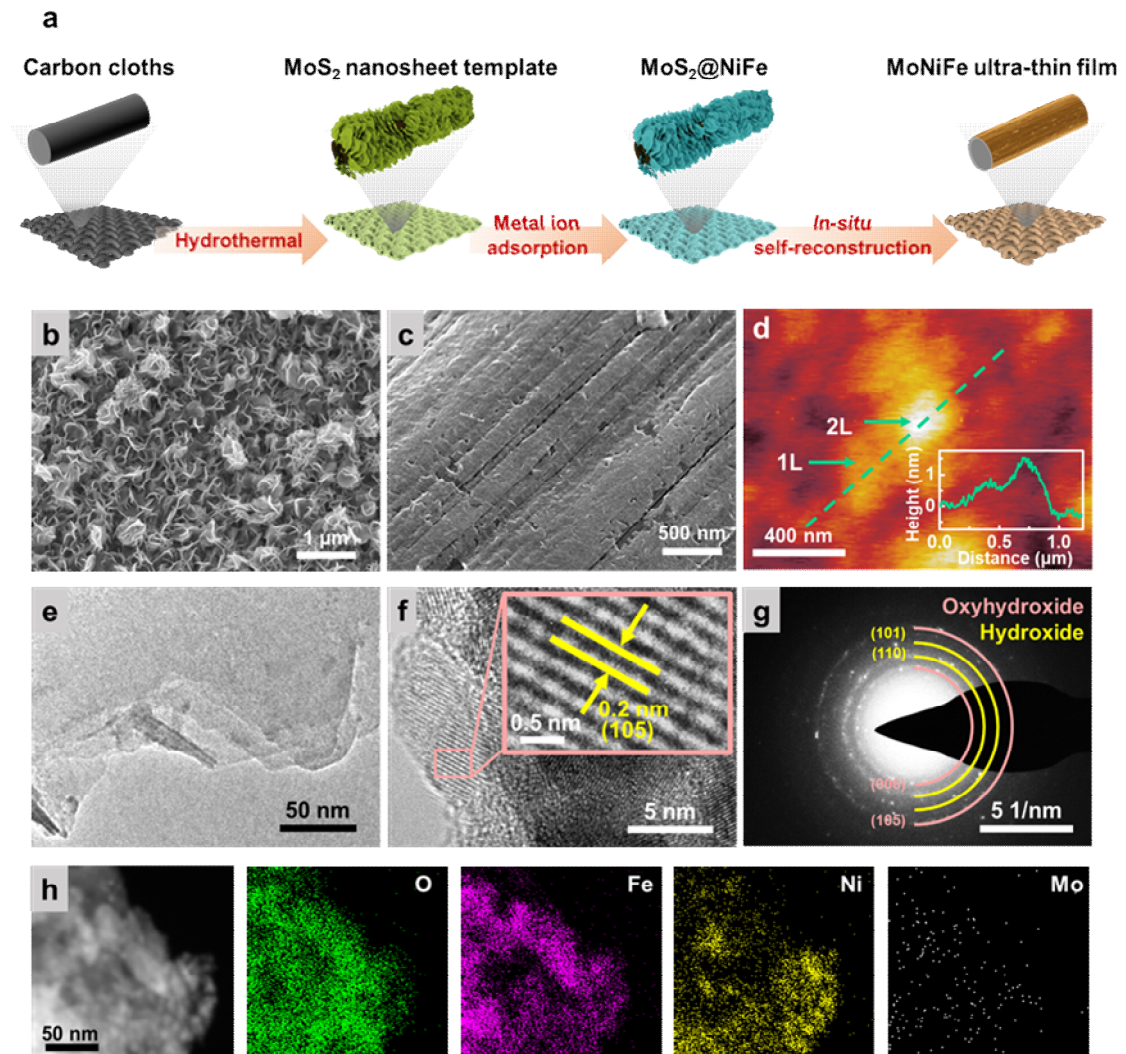 a
Carbon cloths
MoS₂ nanosheet template
MoS₂@NiFe
MoNiFe ultra-thin film
Hydrothermal
Metal ion
adsorption
In-situ
self-reconstruction
b
1 µm
c
500 nm
d
2L
1L
400 nm
Height (nm)
1
0
0.0
0.5
1.0
Distance (µm)
e
50 nm
f
0.5 nm
0.2 nm
(105)
5 nm
g
Oxyhydroxide
Hydroxide
(101)
(110)
(105)
5 1/nm
h
50 nm
O
Fe
Ni
Mo